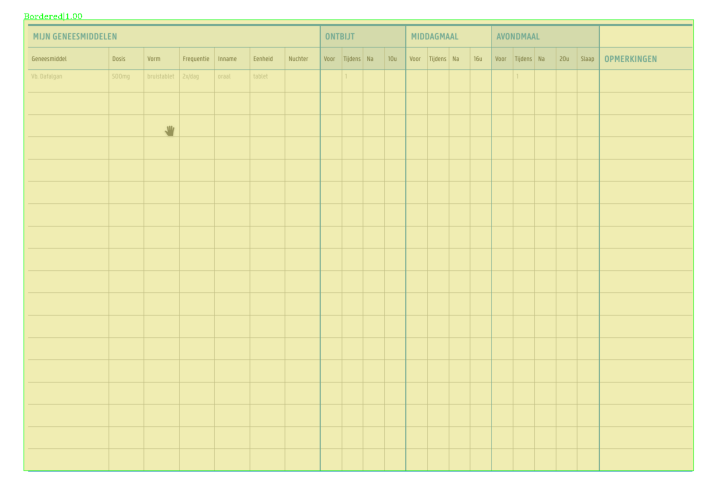 Bordered|1.00
MIJN GENEESMIDDELEN ONTBIJT MIDDAGMAAL AVONDMAAL
Geneesmiddel Dosis Vorm Frequentie Inname Eenheid Nuchter Voor Tijdens Na 10u Voor Tijdens Na 16u Voor Tijdens Na 20u Slaap OPMERKINGEN
Vb. Dafalgan 500mg bruistablet 2x/dag oraal tablet 1 1